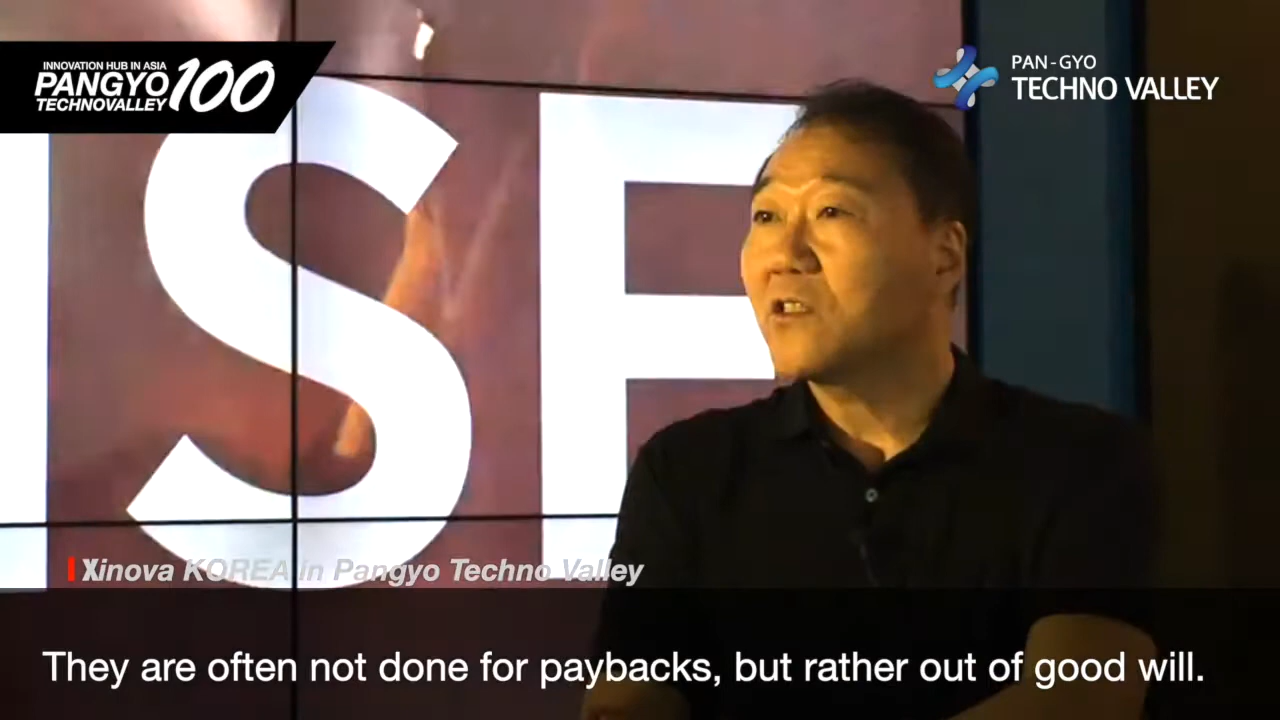 INNOVATION HUB IN ASIA
PANGYO 100
TECHNOVALLEY
PAN-GYO
TECHNO VALLEY
SE
Xinova KOREA in Pangyo Techno Valley
They are often not done for paybacks, but rather out of good will.